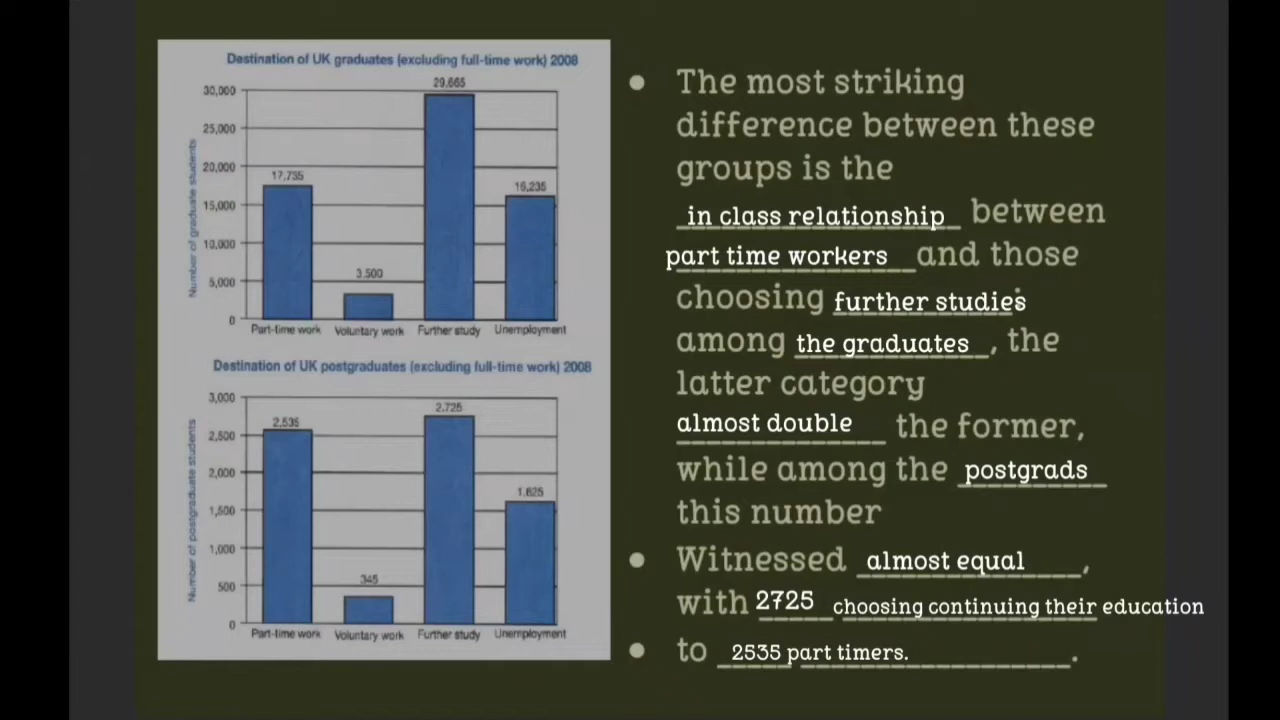 Destination of UK graduates (excluding full-time work) 2008
29,665
30,000
25,000
20,000
17,735
16,235
15,000
10,000
3,500
5,000
0
Number of graduate students
Part-time work Voluntary work Further study Unemployment
Destination of UK postgraduates (excluding full-time work) 2008
3,000
2,725
2,535
2,500
2,000
1,625
1,500
1,000
345
500
0
Number of postgraduate students
Part-time work Voluntary work Further study Unemployment
• The most striking
difference between these
groups is the
in class relationship between
part time workers and those
choosing further studies
among the graduates, the
latter category
almost double the former,
while among the postgrads
this number
• Witnessed almost equal,
with 2725 choosing continuing their education
• to 2535 part timers. .